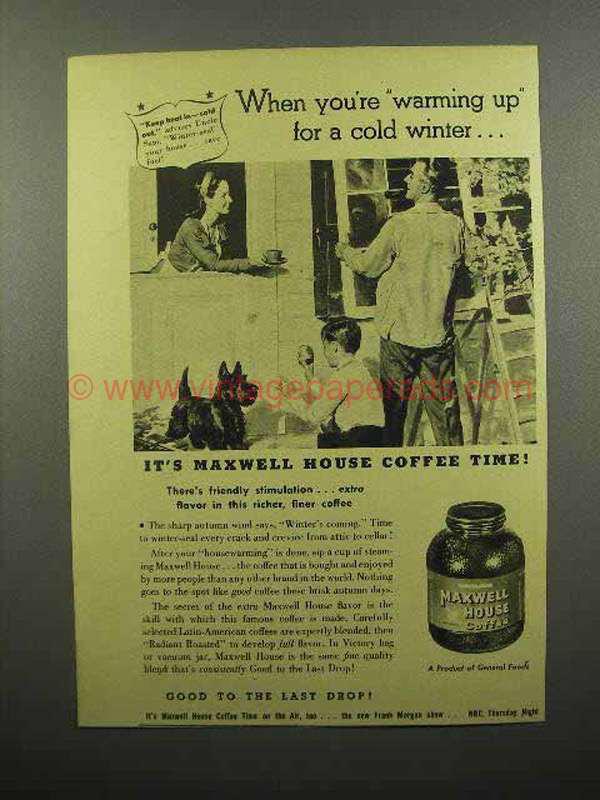 When you're "warming up"
for a cold winter...
"Keep heat in—cold
out," advises Uncle
Sam. "Winter-seal"
your house... save
fuel!
© www.vintagepaperads.com
IT'S MAXWELL HOUSE COFFEE TIME!
There's friendly stimulation... extra
flavor in this richer, finer coffee
• The sharp autumn wind says, "Winter's coming." Time
to winter-seal every crack and crevice from attic to cellar!
After your "housewarming" is done, sip a cup of steam-
ing Maxwell House... the coffee that is bought and enjoyed
by more people than any other brand in the world. Nothing
goes to the spot like good coffee these brisk autumn days.
The secret of the extra Maxwell House flavor is the
skill with which this famous coffee is made. Carefully
selected Latin-American coffees are expertly blended, then
"Radiant Roasted" to develop full flavor. In Victory bag
or vacuum jar, Maxwell House is the same fine quality
blend that's consistently Good to the Last Drop!
MAXWELL
HOUSE
COFFEE
A Product of General Foods
GOOD TO THE LAST DROP!
It's Maxwell House Coffee Time on the Air, too... the new Frank Morgan show... NBC, Thursday Night